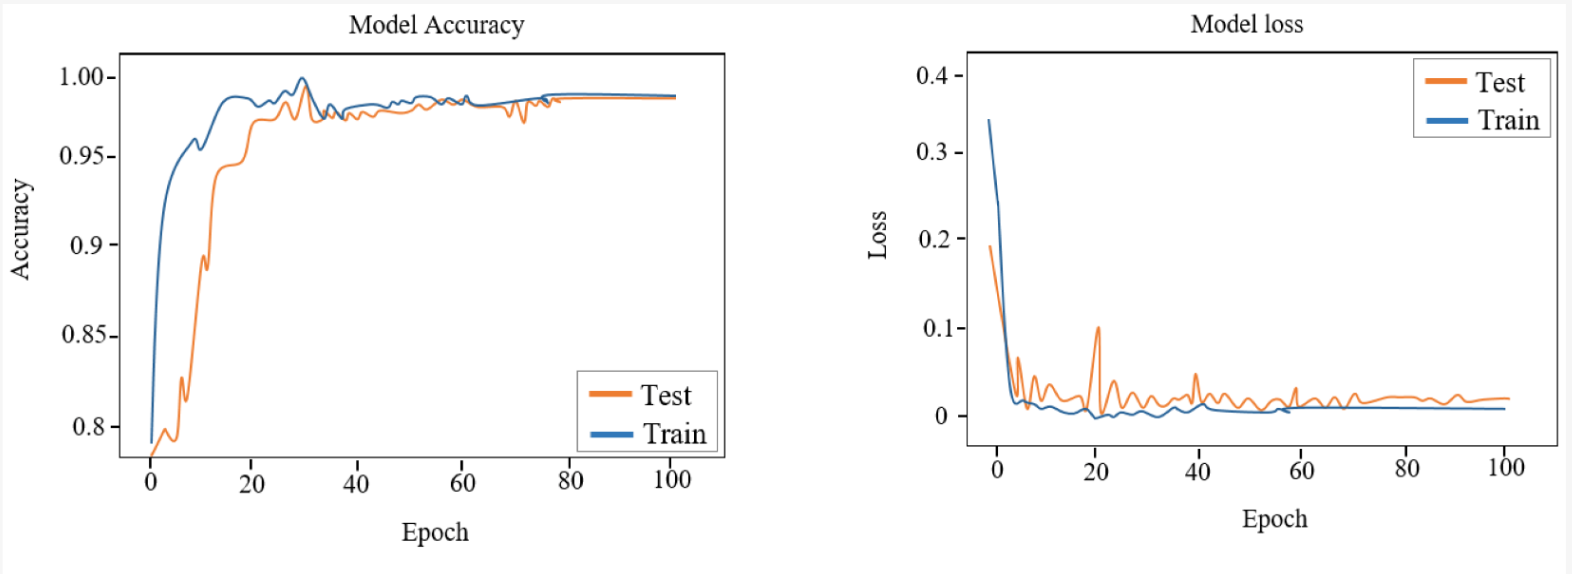 Model Accuracy
1.00
0.95
0.9
0.85
0.8
Accuracy
Test
Train
0 20 40 60 80 100
Epoch
Model loss
0.4
0.3
0.2
0.1
0
Loss
Test
Train
0 20 40 60 80 100
Epoch